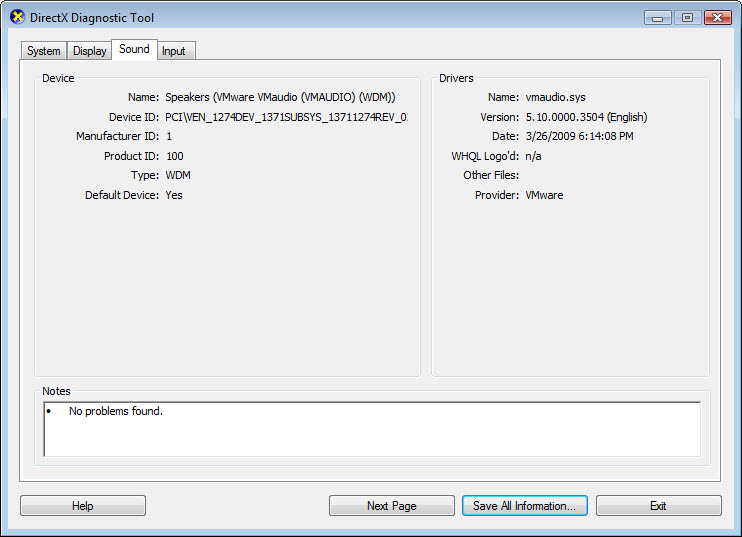 DirectX Diagnostic Tool
System Display Sound Input
Device
Name: Speakers (VMware VMaudio (VMAUDIO) (WDM))
Device ID: PCI\VEN_1274DEV_1371SUBSYS_13711274REV_0
Manufacturer ID: 1
Product ID: 100
Type: WDM
Default Device: Yes
Drivers
Name: vmaudio.sys
Version: 5.10.0000.3504 (English)
Date: 3/26/2009 6:14:08 PM
WHQL Logo'd: n/a
Other Files:
Provider: VMware
Notes
• No problems found.
Help
Next Page
Save All Information...
Exit